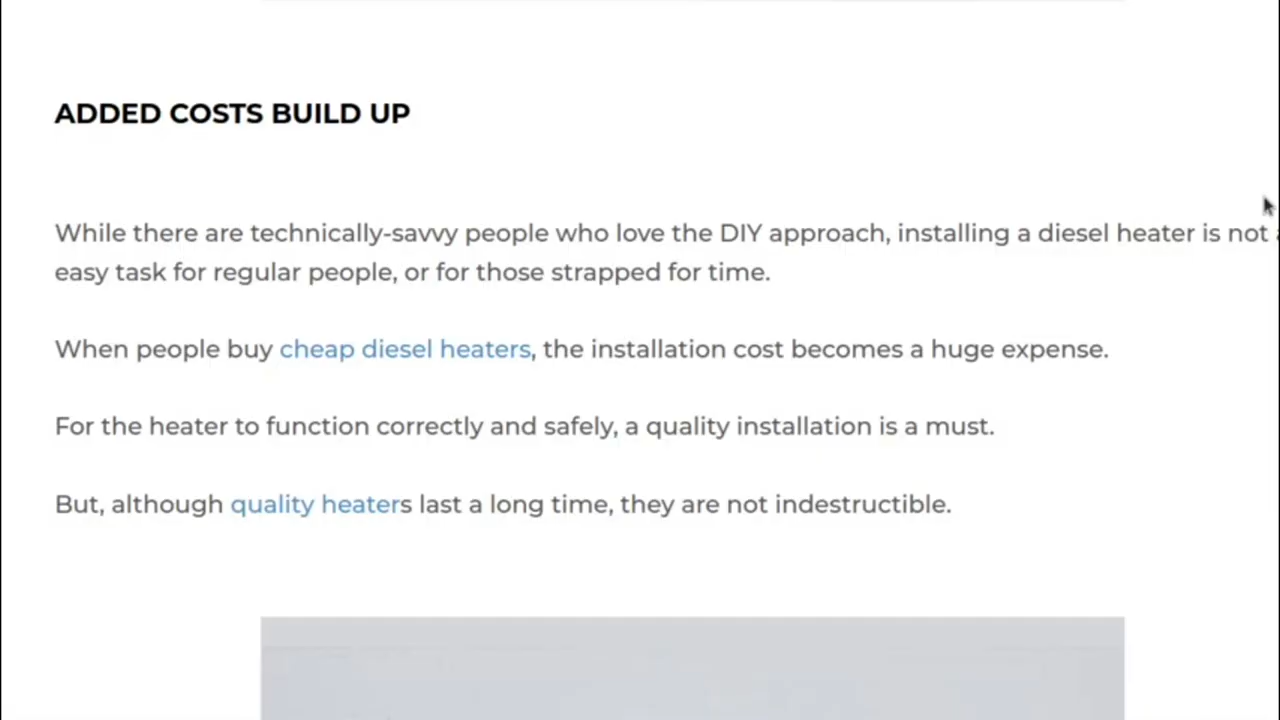 ADDED COSTS BUILD UP
While there are technically-savvy people who love the DIY approach, installing a diesel heater is not
easy task for regular people, or for those strapped for time.
When people buy cheap diesel heaters, the installation cost becomes a huge expense.
For the heater to function correctly and safely, a quality installation is a must.
But, although quality heaters last a long time, they are not indestructible.